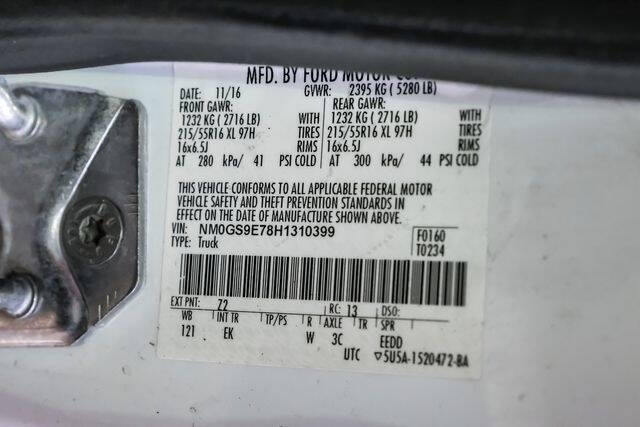 MFD. BY FORD MOTOR CO
DATE: 11/16 GVWR: 2395 KG ( 5280 LB)
FRONT GAWR: REAR GAWR:
1232 KG ( 2716 LB) WITH 1232 KG ( 2716 LB) WITH
215/55R16 XL 97H TIRES 215/55R16 XL 97H TIRES
16x6.5J RIMS 16x6.5J RIMS
AT 280 kPa/ 41 PSI COLD AT 300 kPa/ 44 PSI COLD
THIS VEHICLE CONFORMS TO ALL APPLICABLE FEDERAL MOTOR
VEHICLE SAFETY AND THEFT PREVENTION STANDARDS IN
EFFECT ON THE DATE OF MANUFACTURE SHOWN ABOVE.
VIN: NM0GS9E78H1310399 F0160
TYPE: Truck T0234
EXT PNT: Z2 RC: 13 DSO:
WB INT TR TP/PS R AXLE TR SPR
121 EK W 3C EEDD
UTC ▽5U5A-1520472-BA